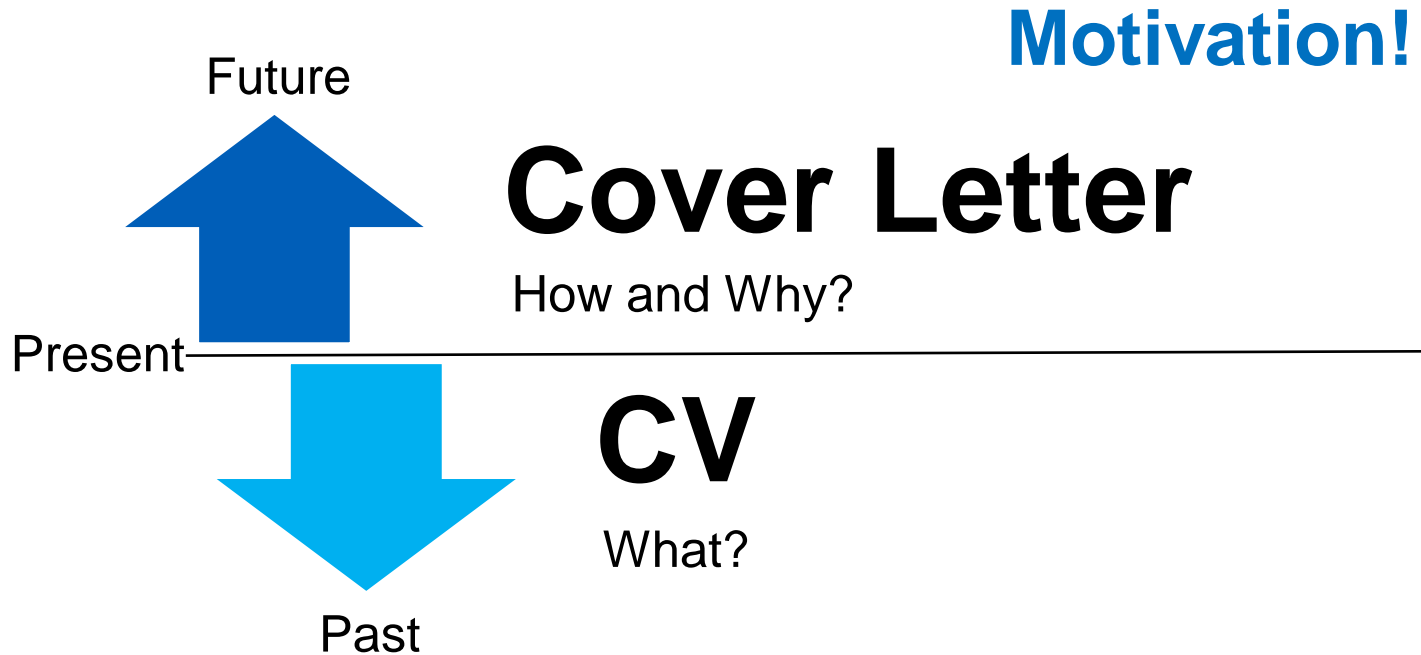 Motivation!
Future
Cover Letter
How and Why?
Present
CV
What?
Past